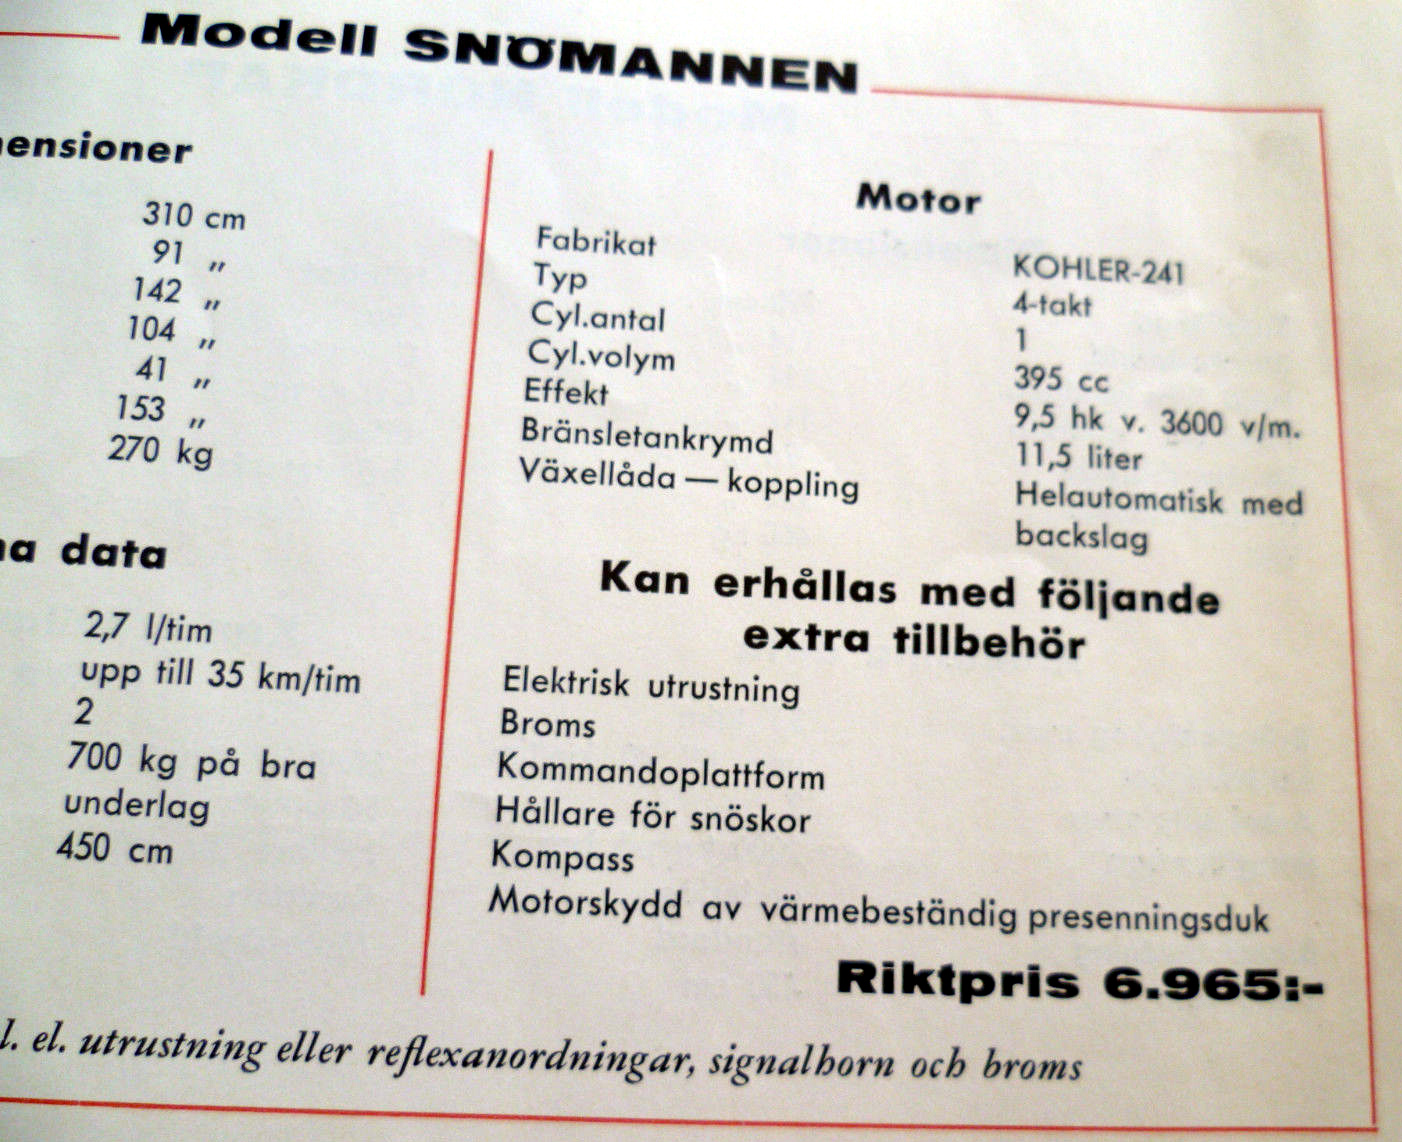 Modell SNÖMANNEN
ensioner
310 cm
91 „
142 „
104 „
41 „
153 „
270 kg
a data
2,7 l/tim
upp till 35 km/tim
2
700 kg på bra
underlag
450 cm
Motor
Fabrikat KOHLER-241
Typ 4-takt
Cyl.antal 1
Cyl.volym 395 cc
Effekt 9,5 hk v. 3600 v/m.
Bränsletankrymd 11,5 liter
Växellåda — koppling Helautomatisk med
backslag
Kan erhållas med följande
extra tillbehör
Elektrisk utrustning
Broms
Kommandoplattform
Hållare för snöskor
Kompass
Motorskydd av värmebeständig presenningsduk
Riktpris 6.965:-
l. el. utrustning eller reflexanordningar, signalhorn och broms